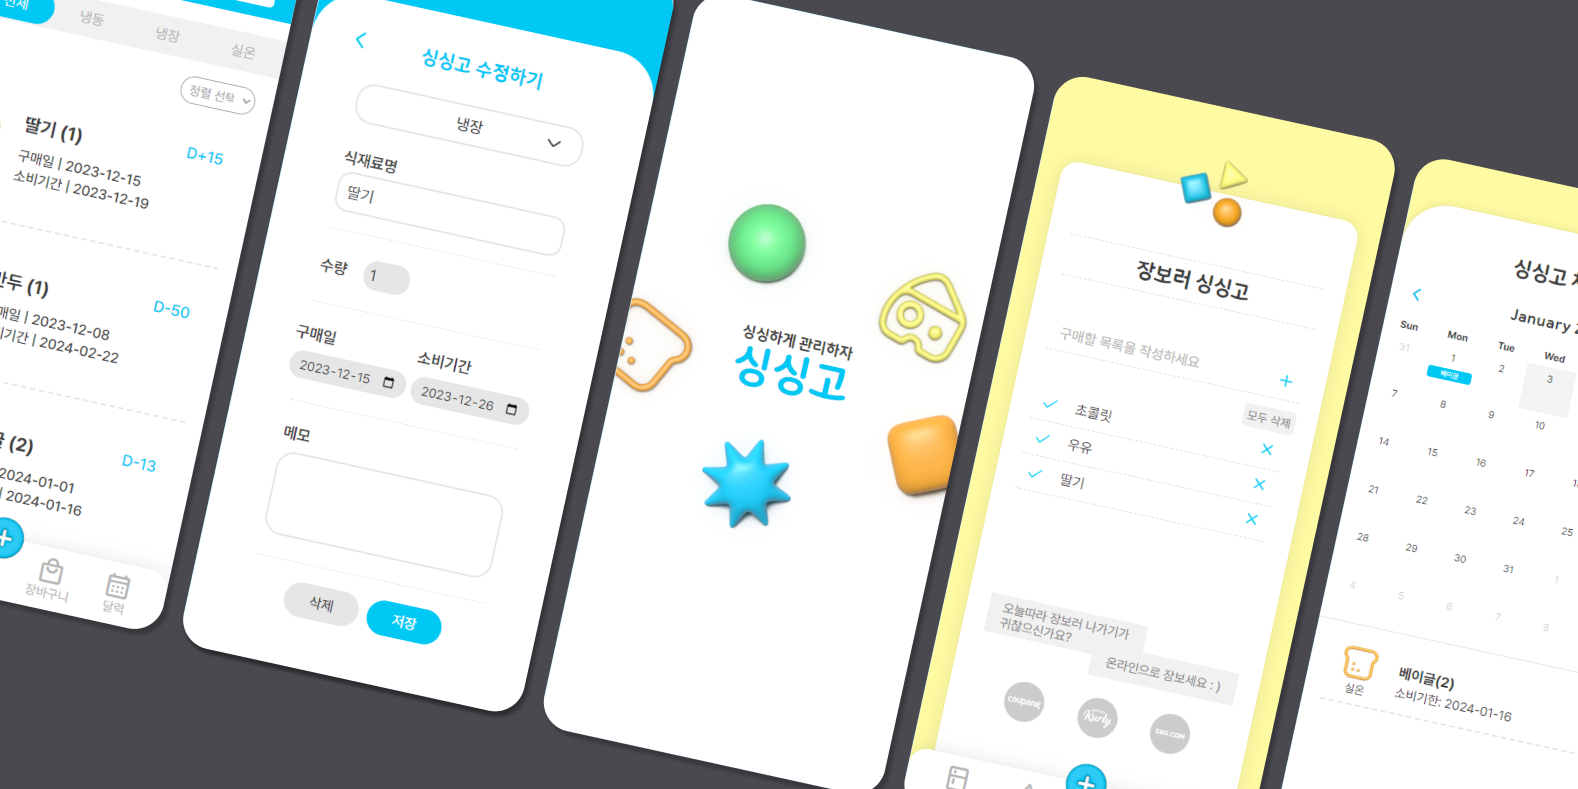 전체
냉동
냉장
실온
정렬 선택
딸기 (1)
D+15
구매일 | 2023-12-15
소비기간 | 2023-12-19
만두 (1)
D-50
매일 | 2023-12-08
비기간 | 2024-02-22
(2)
D-13
2024-01-01
| 2024-01-16
장바구니
달력
싱싱고 수정하기
냉장
식재료명
딸기
수량
1
구매일
소비기간
2023-12-15
2023-12-26
메모
삭제
저장
싱싱하게 관리하자
싱싱고
장보러 싱싱고
구매할 목록을 작성하세요
모두 삭제
초콜릿
우유
딸기
오늘따라 장보러 나가기가
귀찮으신가요?
온라인으로 장보세요 : )
coupang
Kurly
SSG.COM
싱싱고
January 2
Sun Mon Tue Wed
31 1 2 3
베이글
7 8 9 10
14 15 16 17
21 22 23 24 25
28 29 30 31 1
4 5 6 7 8
실온
베이글(2)
소비기한: 2024-01-16